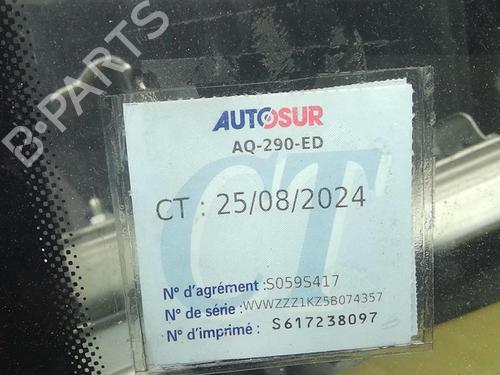 B-PARTS
AUTOSUR
AQ-290-ED
CT
CT : 25/08/2024
N° d'agrément :S059S417
N° de série :WVWZZZ1KZ5B074357
N° d'imprimé : S617238097